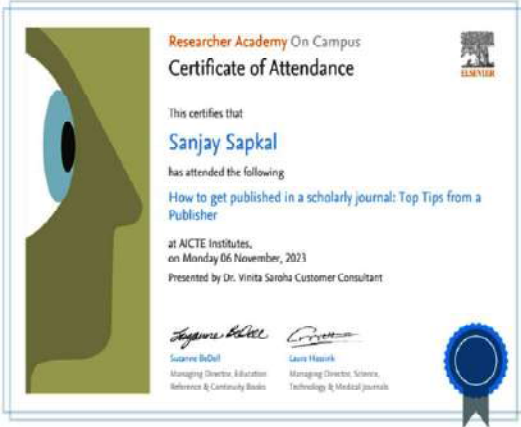 Researcher Academy On Campus
Certificate of Attendance
ELSEVIER
This certifies that
Sanjay Sapkal
has attended the following
How to get published in a scholarly journal: Top Tips from a
Publisher
at AICTE Institutes,
on Monday 06 November, 2023
Presented by Dr. Vinita Saroha Customer Consultant
Suzanne BeDell
Suzanne BeDell Laura Hassink
Managing Director, Education Managing Director, Science,
Reference & Continuity Books Technology & Medical Journals